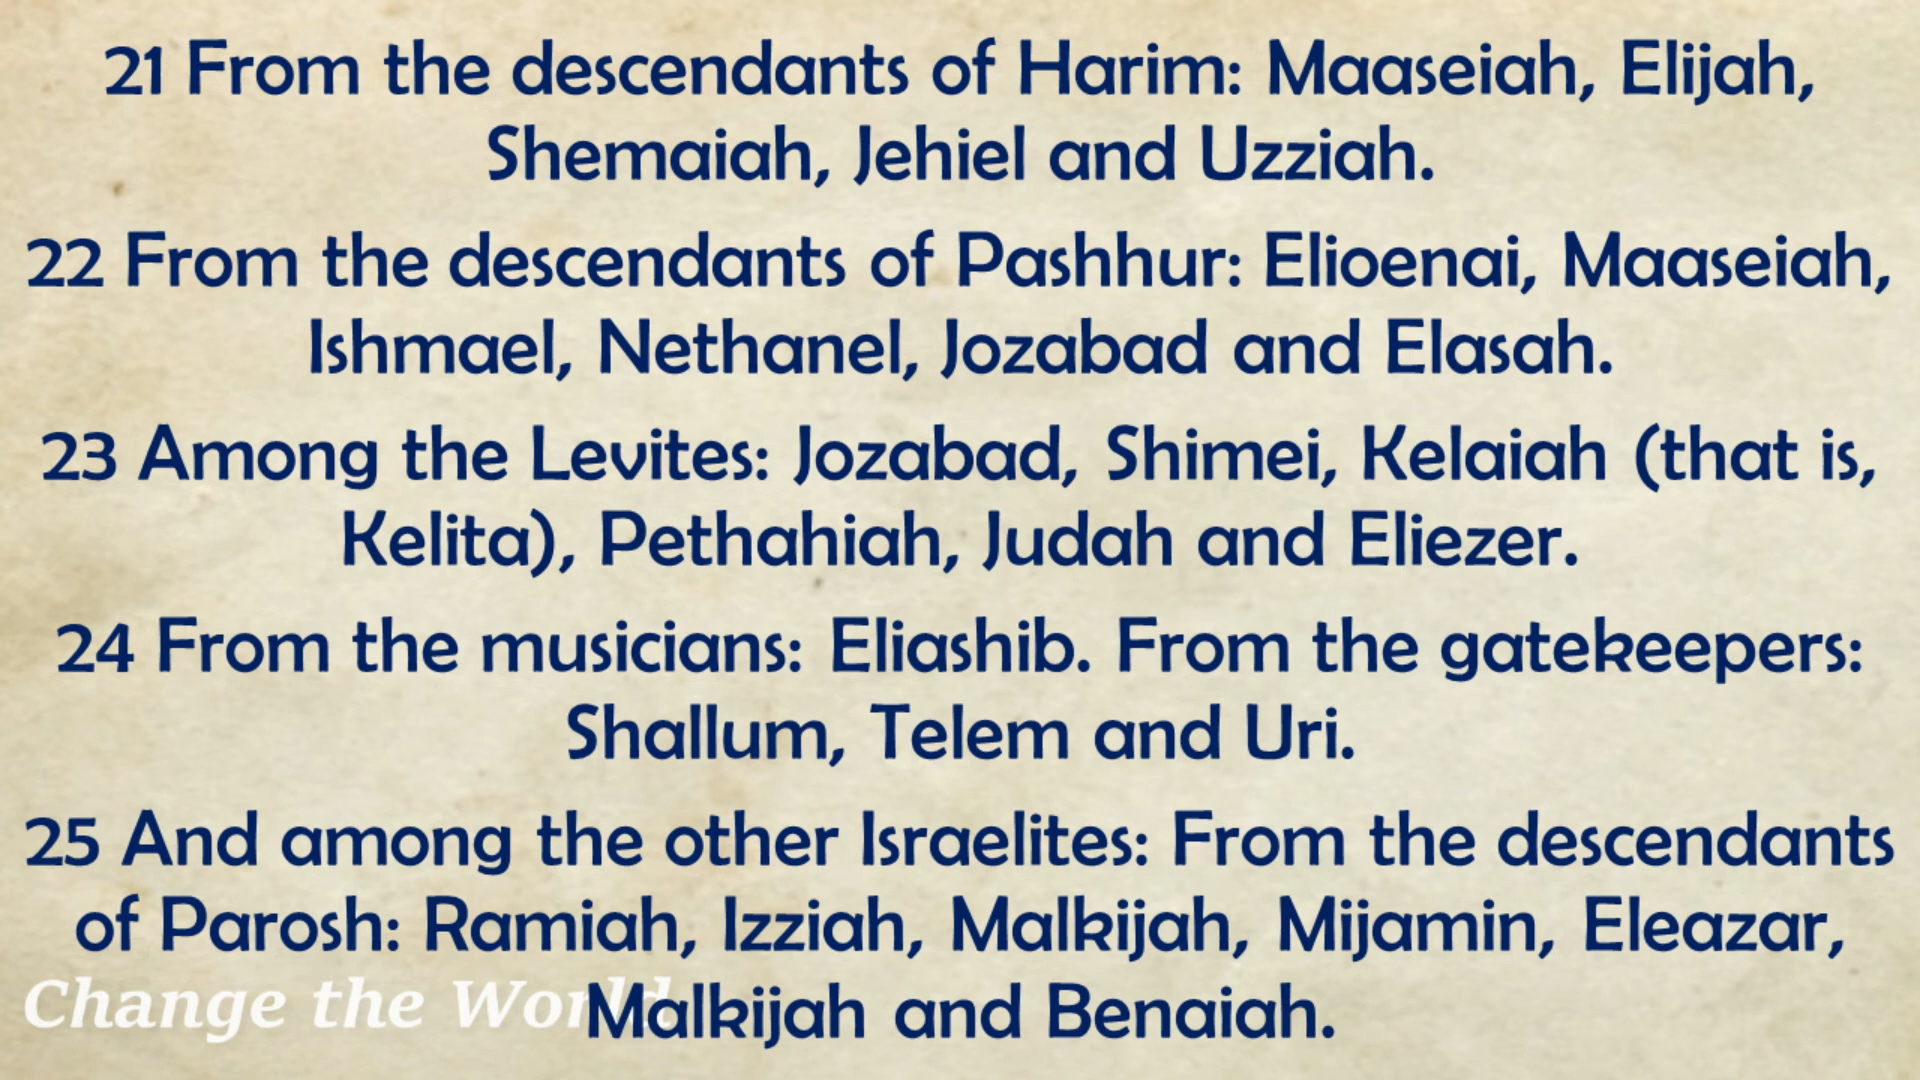 21 From the descendants of Harim: Maaseiah, Elijah,
Shemaiah, Jehiel and Uzziah.
22 From the descendants of Pashhur: Elioenai, Maaseiah,
Ishmael, Nethanel, Jozabad and Elasah.
23 Among the Levites: Jozabad, Shimei, Kelaiah (that is,
Kelita), Pethahiah, Judah and Eliezer.
24 From the musicians: Eliashib. From the gatekeepers:
Shallum, Telem and Uri.
25 And among the other Israelites: From the descendants
of Parosh: Ramiah, Izziah, Malkijah, Mijamin, Eleazar,
Malkijah and Benaiah.
Change the World